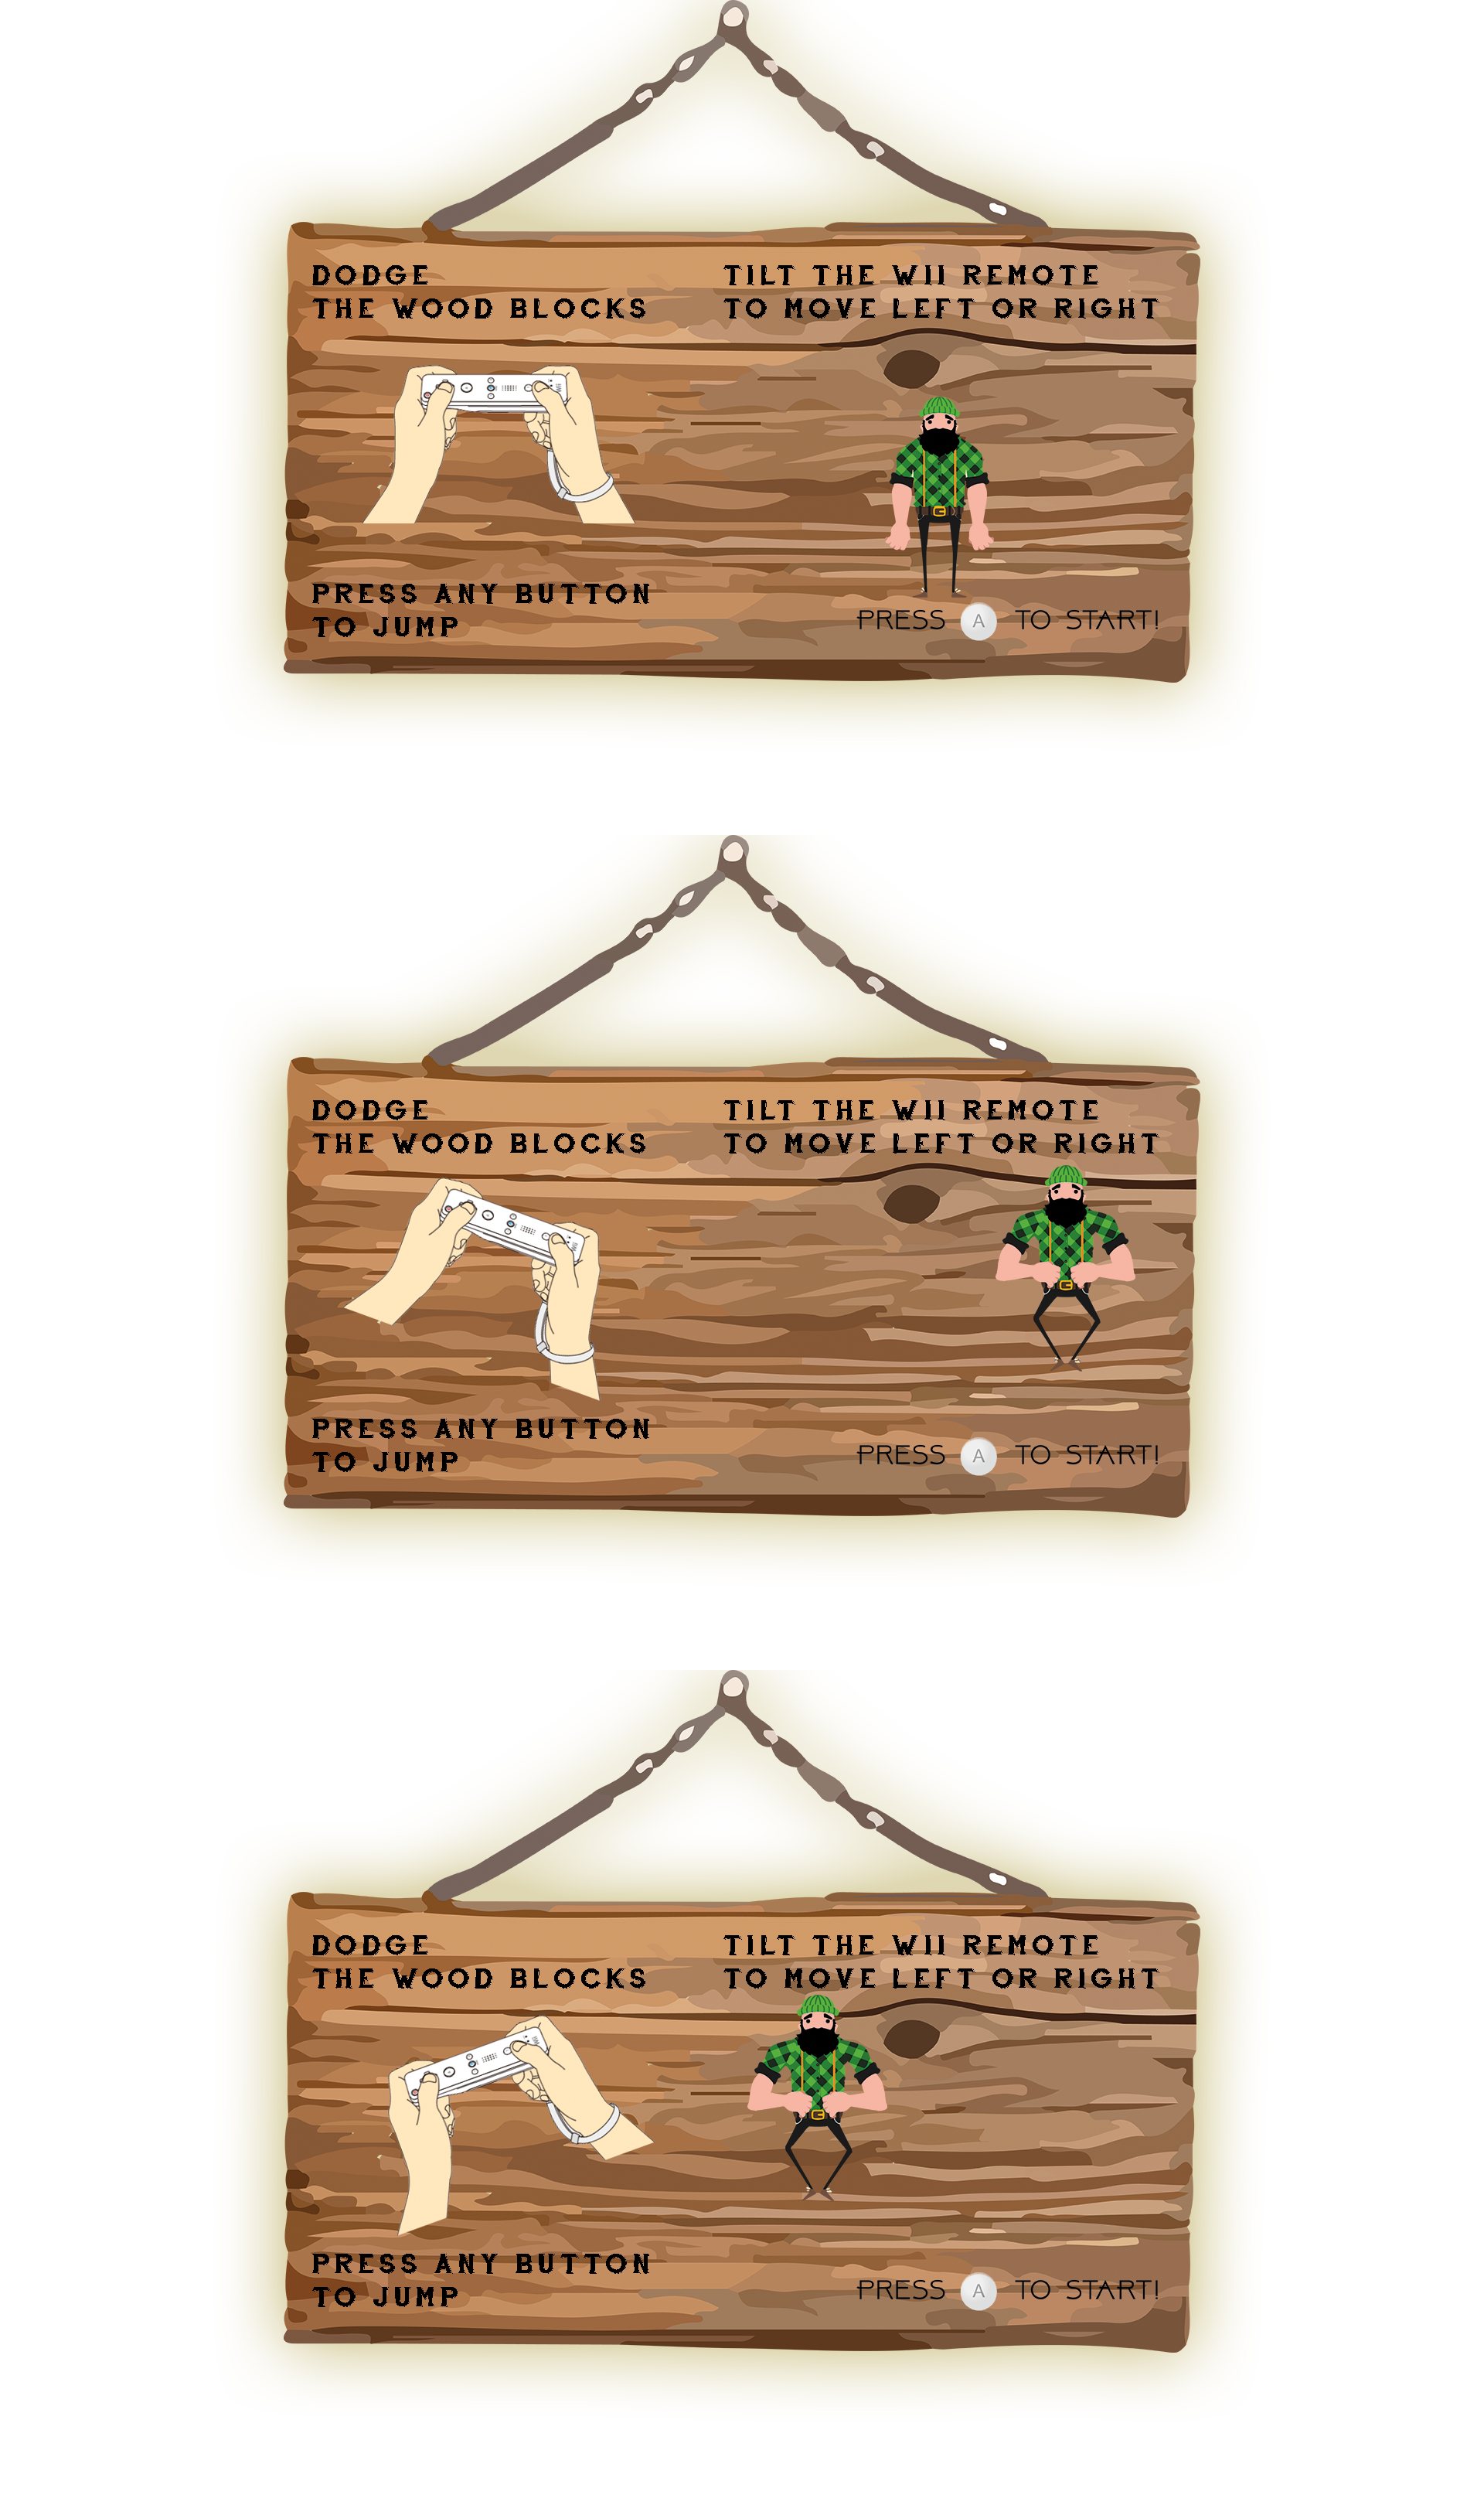 DODGE
THE WOOD BLOCKS
TILT THE WII REMOTE
TO MOVE LEFT OR RIGHT
PRESS ANY BUTTON
TO JUMP
PRESS A TO START!
DODGE
THE WOOD BLOCKS
TILT THE WII REMOTE
TO MOVE LEFT OR RIGHT
PRESS ANY BUTTON
TO JUMP
PRESS A TO START!
DODGE
THE WOOD BLOCKS
TILT THE WII REMOTE
TO MOVE LEFT OR RIGHT
PRESS ANY BUTTON
TO JUMP
PRESS A TO START!